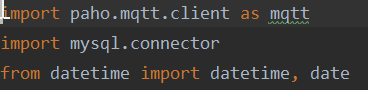 import paho.mqtt.client as mqtt
import mysql.connector
from datetime import datetime, date